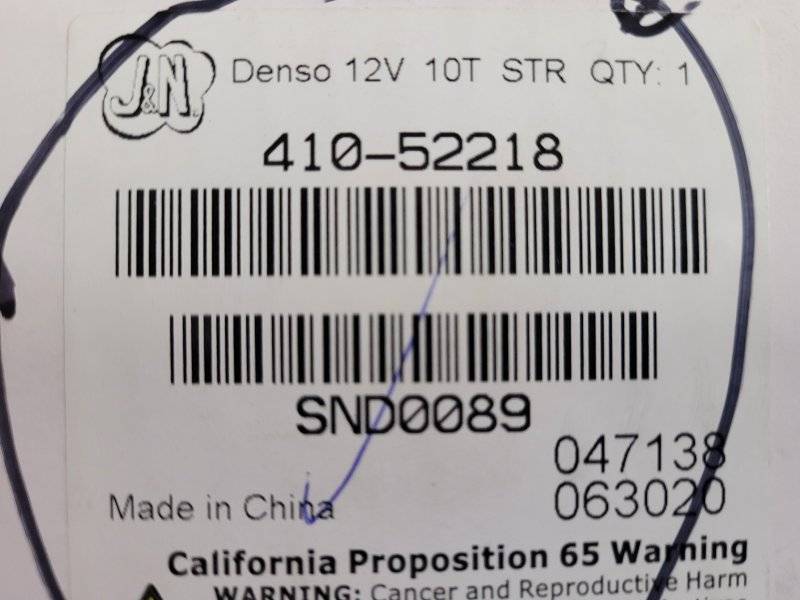 J&N
Denso 12V 10T STR QTY: 1
410-52218
SND0089
047138
Made in China 063020
California Proposition 65 Warning
WARNING: Cancer and Reproductive Harm